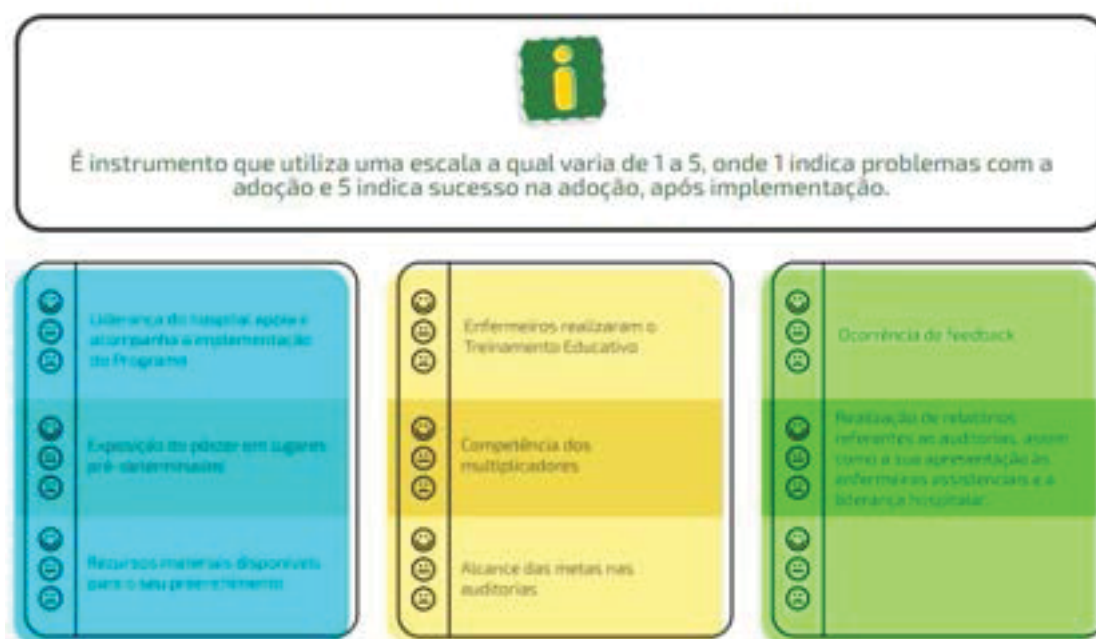 i
É instrumento que utiliza uma escala a qual varia de 1 a 5, onde 1 indica problemas com a
adoção e 5 indica sucesso na adoção, após implementação.
Liderança do hospital apoia e
acompanha a implementação
do Programa
Exposição do pôster em lugares
pré-determinados
Recursos materiais disponíveis
para o seu preenchimento
Enfermeiros realizaram o
Treinamento Educativo
Competência dos
multiplicadores
Alcance das metas nas
auditorias
Ocorrência de feedback
Realização de relatórios
referentes as auditorias, assim
como a sua apresentação às
enfermeiras assistenciais e a
liderança hospitalar.